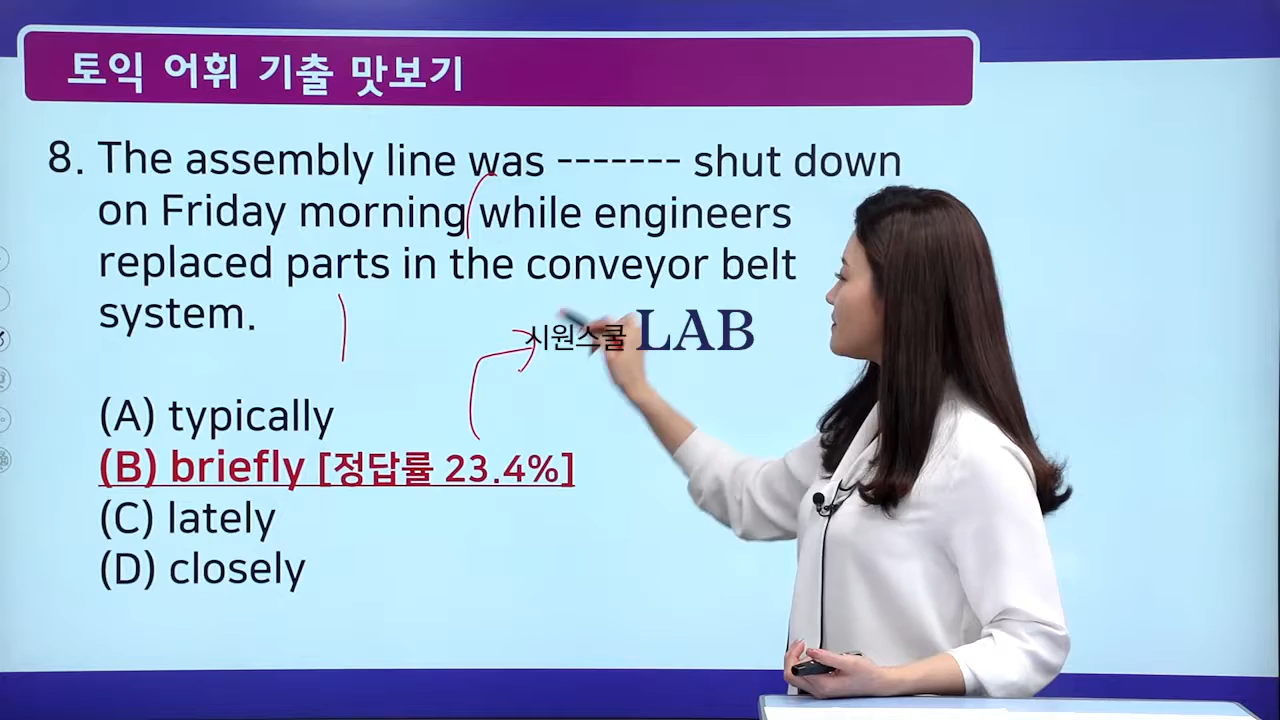 토익 어휘 기출 맛보기
8. The assembly line was ------- shut down
on Friday morning while engineers
replaced parts in the conveyor belt
system.
시원스쿨 LAB
(A) typically
(B) briefly [정답률 23.4%]
(C) lately
(D) closely